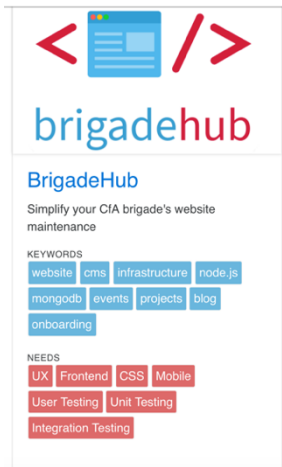 brigadehub
BrigadeHub
Simplify your CfA brigade's website
maintenance
KEYWORDS
website cms infrastructure node.js
mongodb events projects blog
onboarding
NEEDS
UX Frontend CSS Mobile
User Testing Unit Testing
Integration Testing